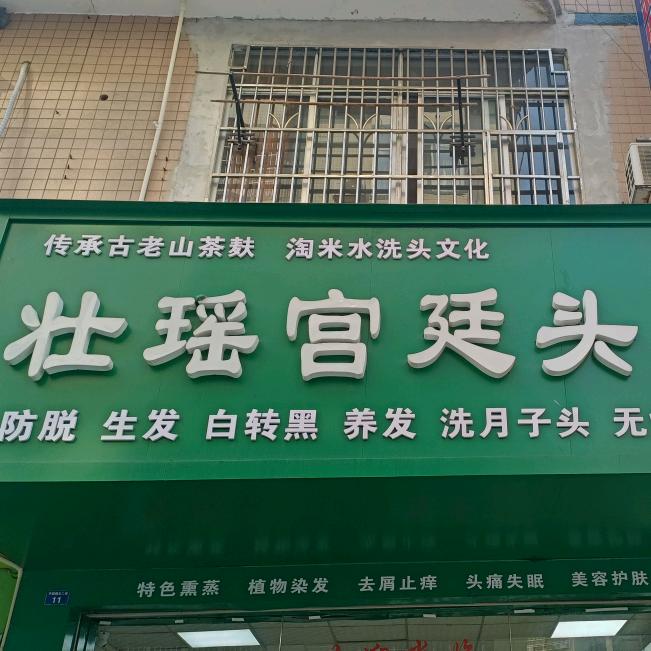 传承古老山茶麸 淘米水洗头文化
壮瑶宫廷头
防脱 生发 白转黑 养发 洗月子头 无
特色熏蒸 植物染发 去屑止痒 头痛失眠 美容护肤
11